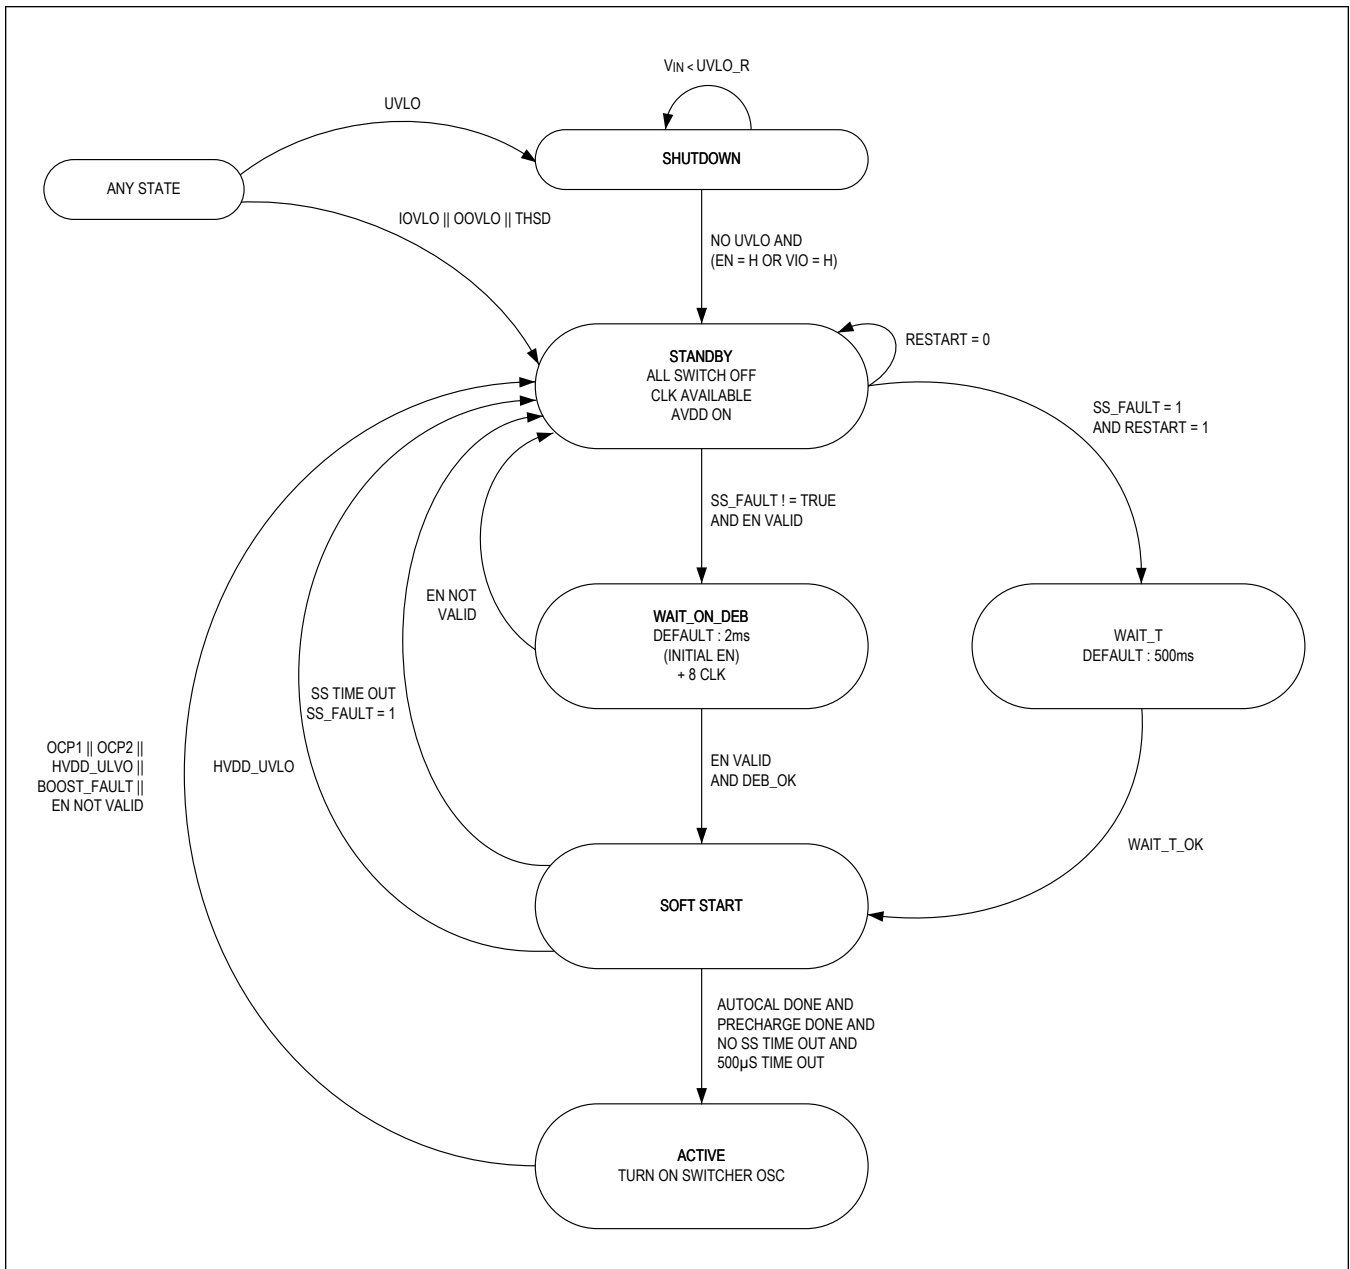 VIN < UVLO_R
UVLO
SHUTDOWN
ANY STATE
IOVLO || OOVLO || THSD
NO UVLO AND
(EN = H OR VIO = H)
STANDBY
ALL SWITCH OFF
CLK AVAILABLE
AVDD ON
RESTART = 0
SS_FAULT = 1
AND RESTART = 1
SS_FAULT ! = TRUE
AND EN VALID
EN NOT
VALID
WAIT_ON_DEB
DEFAULT : 2ms
(INITIAL EN)
+ 8 CLK
WAIT_T
DEFAULT : 500ms
SS TIME OUT
SS_FAULT = 1
OCP1 || OCP2 ||
HVDD_ULVO ||
BOOST_FAULT ||
EN NOT VALID
HVDD_UVLO
EN VALID
AND DEB_OK
WAIT_T_OK
SOFT START
AUTOCAL DONE AND
PRECHARGE DONE AND
NO SS TIME OUT AND
500µS TIME OUT
ACTIVE
TURN ON SWITCHER OSC